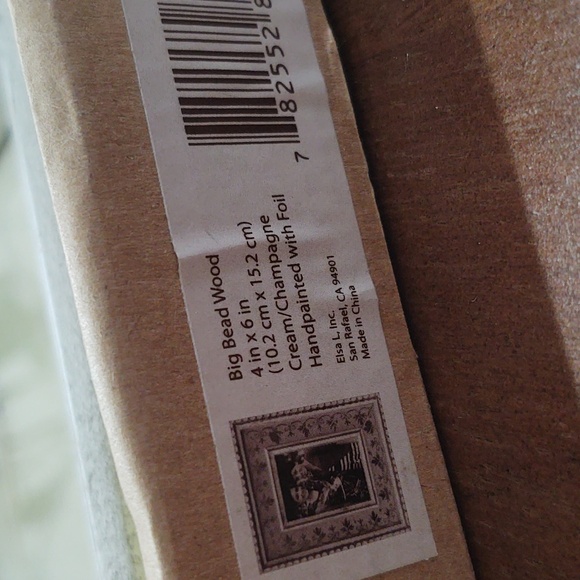 7 82552 8
Big Bead Wood
4 in x 6 in
(10.2 cm x 15.2 cm)
Cream/Champagne
Handpainted with Foil
Elsa L, Inc.
San Rafael, CA 94901
Made in China